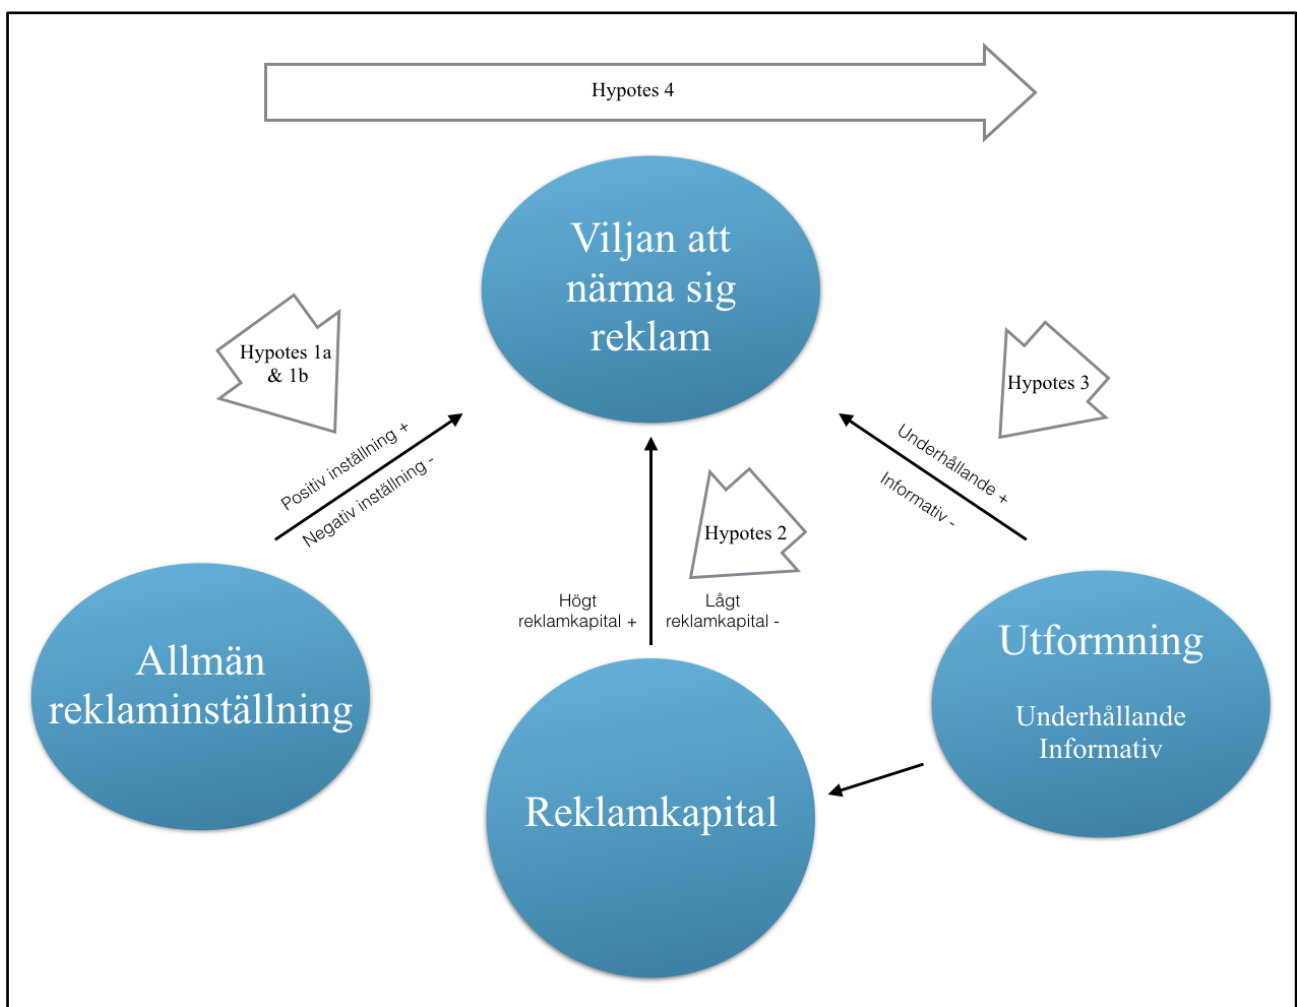 Hypotes 4
Viljan att
närma sig
reklam
Hypotes 1a
& 1b
Hypotes 3
Positiv inställning +
Negativ inställning -
Underhållande +
Informativ -
Hypotes 2
Högt
reklamkapital +
Lågt
reklamkapital -
Allmän
reklaminställning
Utformning
Underhållande
Informativ
Reklamkapital